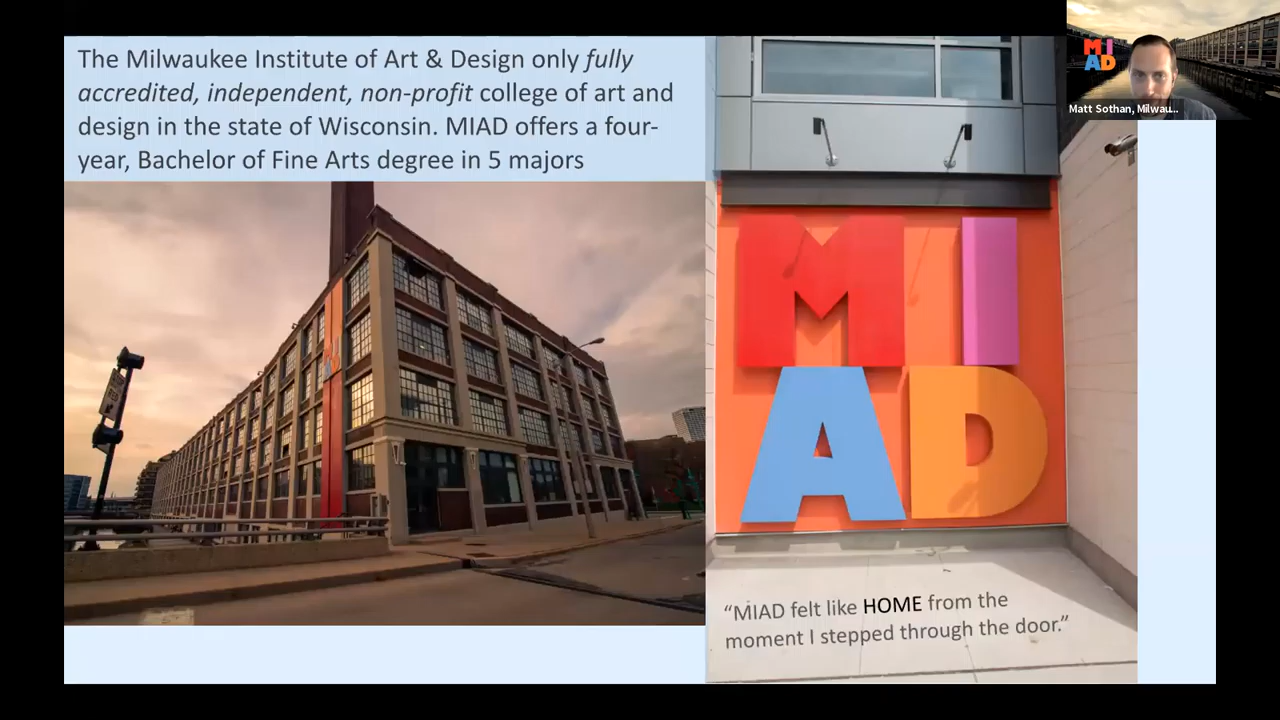 The Milwaukee Institute of Art & Design only fully
accredited, independent, non-profit college of art and
design in the state of Wisconsin. MIAD offers a four-
year, Bachelor of Fine Arts degree in 5 majors
MI
AD
Matt Sothan, Milwau...
MI
AD
“MIAD felt like HOME from the
moment I stepped through the door.”